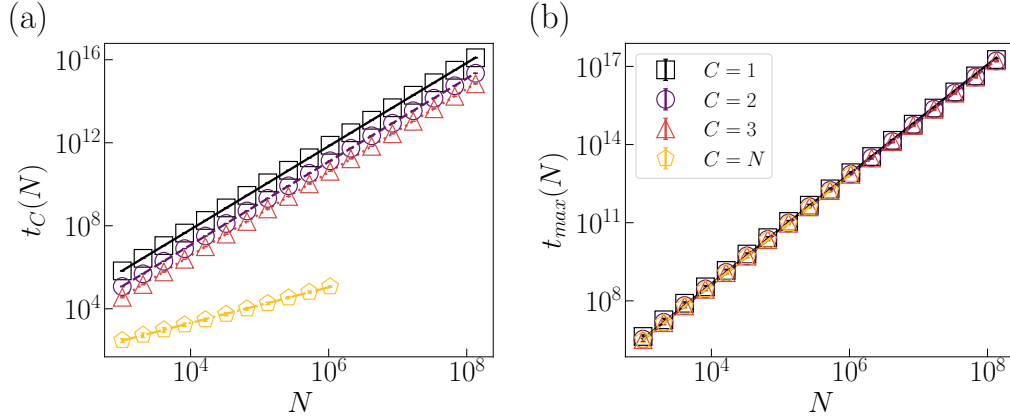 (a)
t_C(N)
10^16
10^12
10^8
10^4
10^4
10^6
10^8
N
(b)
t_max(N)
10^17
10^14
10^11
10^8
10^4
10^6
10^8
N
C = 1
C = 2
C = 3
C = N